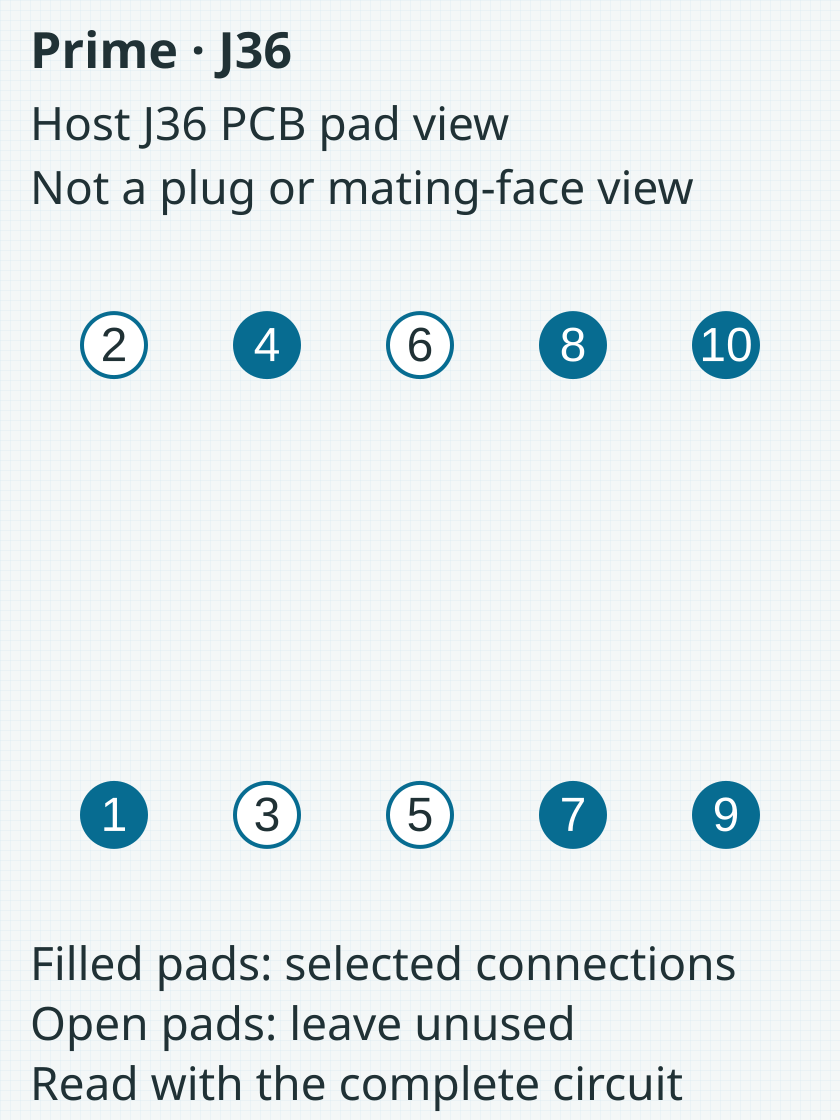 Prime · J36
Host J36 PCB pad view
Not a plug or mating-face view
2 4 6 8 10
1 3 5 7 9
Filled pads: selected connections
Open pads: leave unused
Read with the complete circuit